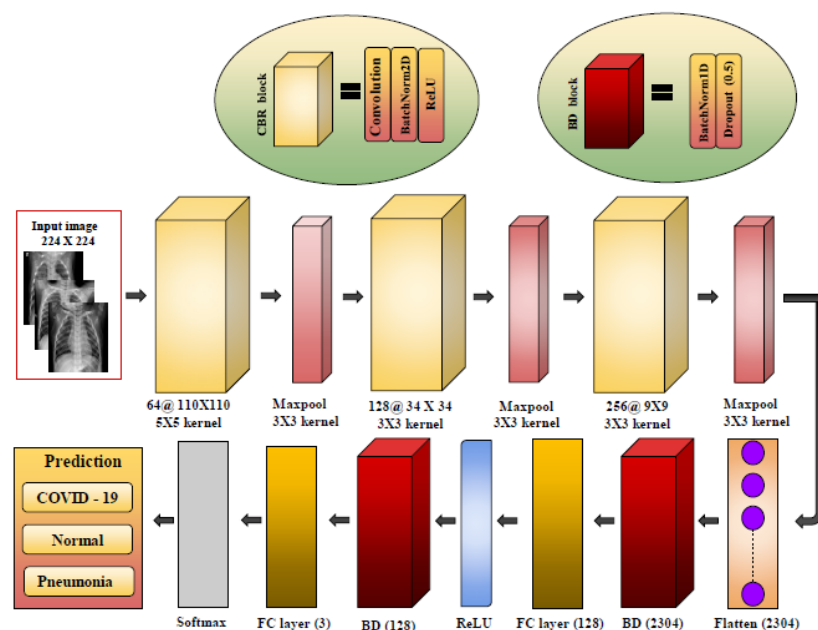 CBR block
Convolution
BatchNorm2D
ReLU
BD block
BatchNorm1D
Dropout (0.5)
Input image
224 X 224
64@ 110X110
5X5 kernel
Maxpool
3X3 kernel
128@ 34 X 34
3X3 kernel
Maxpool
3X3 kernel
256@ 9X9
3X3 kernel
Maxpool
3X3 kernel
Prediction
COVID - 19
Normal
Pneumonia
Softmax
FC layer (3)
BD (128)
ReLU
FC layer (128)
BD (2304)
Flatten (2304)